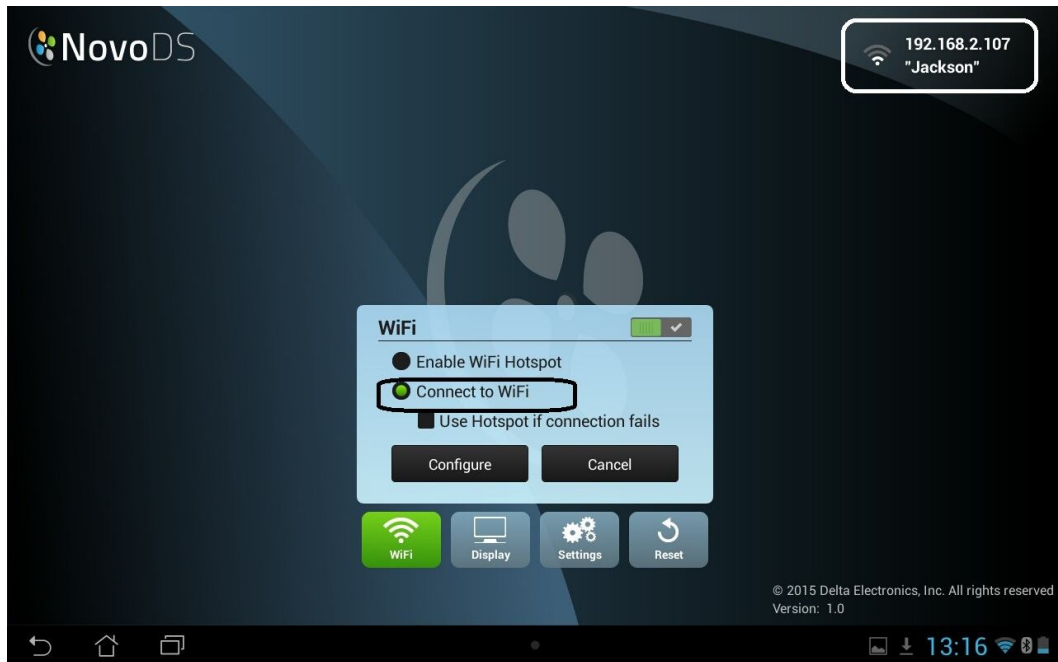 NovoDS
192.168.2.107
"Jackson"
WiFi
Enable WiFi Hotspot
Connect to WiFi
Use Hotspot if connection fails
Configure
Cancel
WiFi
Display
Settings
Reset
© 2015 Delta Electronics, Inc. All rights reserved
Version: 1.0
13:16